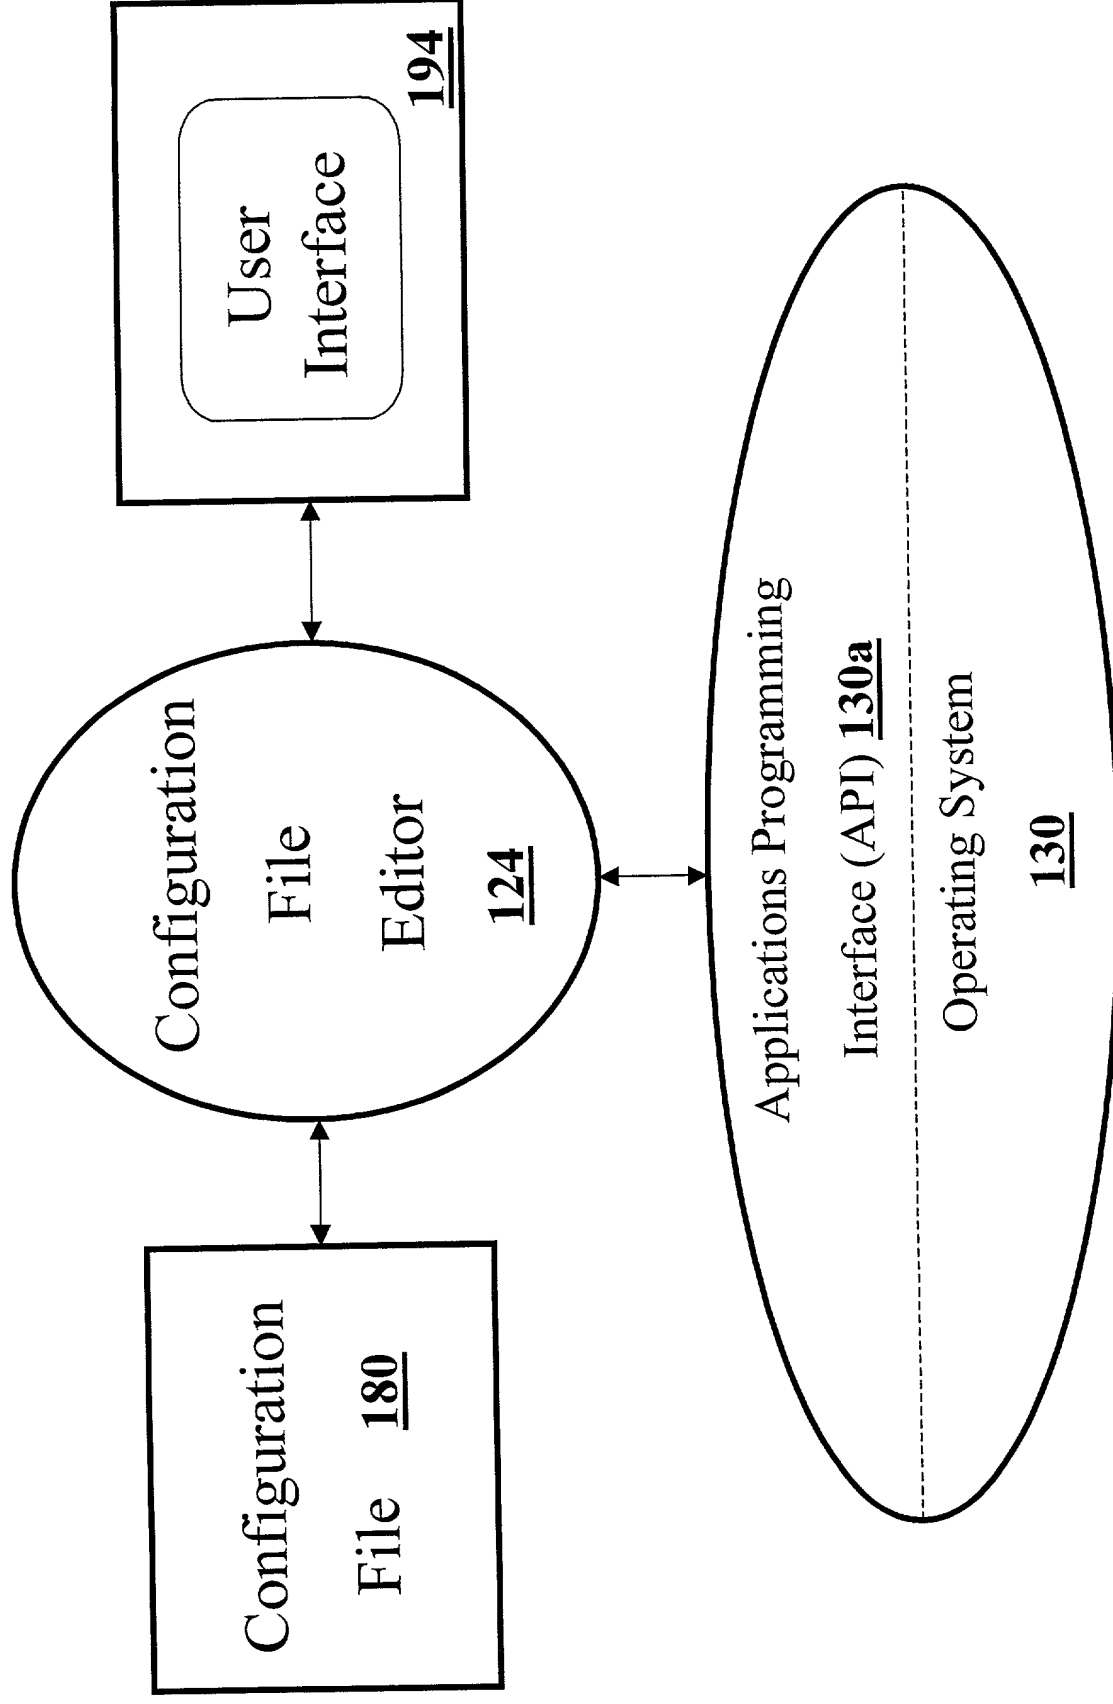 Configuration
File 180
Configuration
File
Editor
124
User
Interface
194
Applications Programming
Interface (API) 130a
Operating System
130